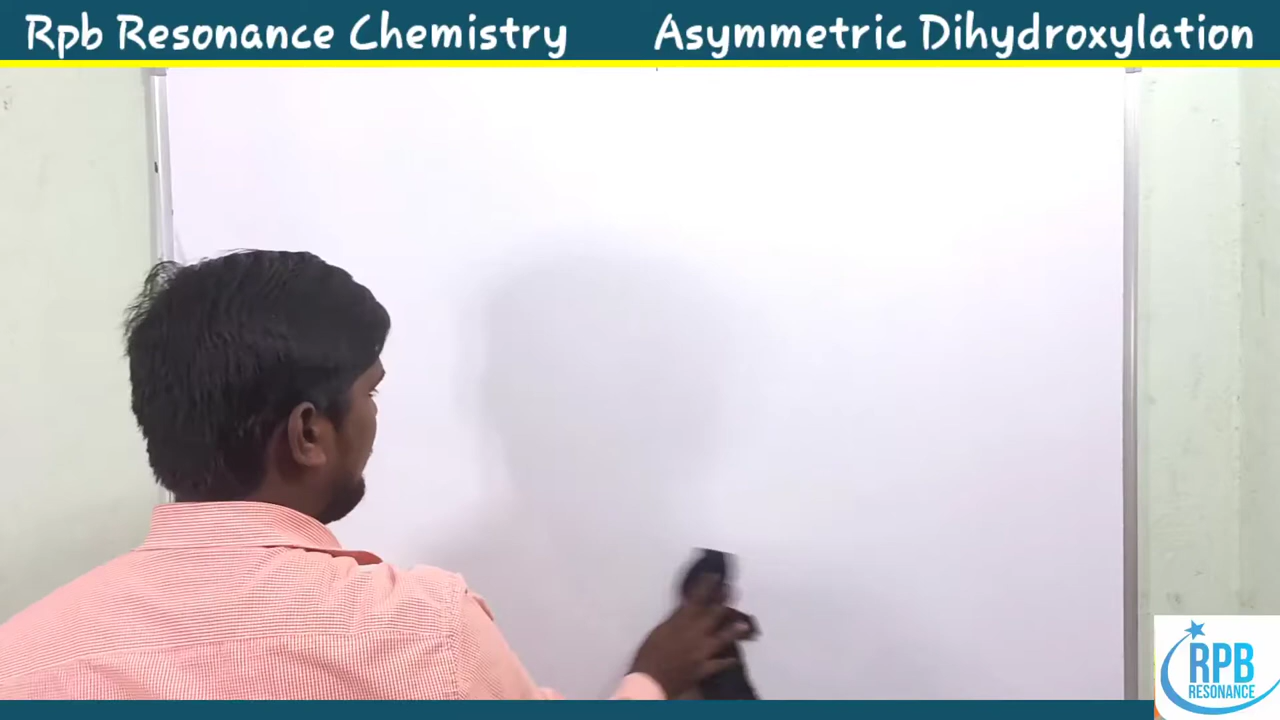 Rpb Resonance Chemistry
Asymmetric Dihydroxylation
RPB
RESONANCE